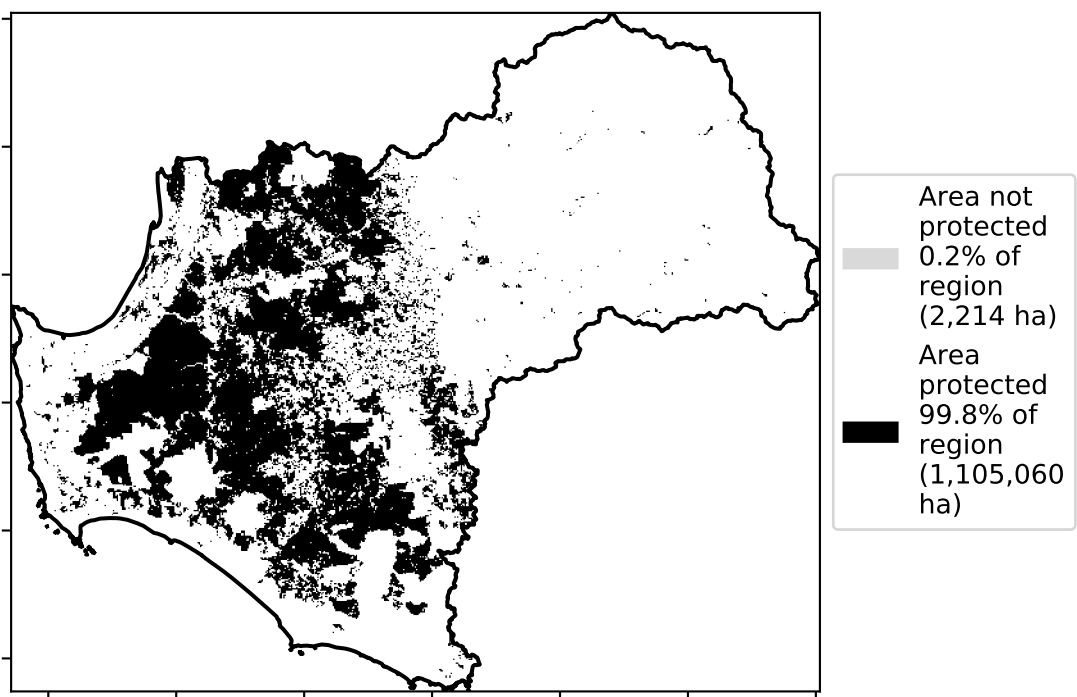 Area not
protected
0.2% of
region
(2,214 ha)
Area
protected
99.8% of
region
(1,105,060
ha)